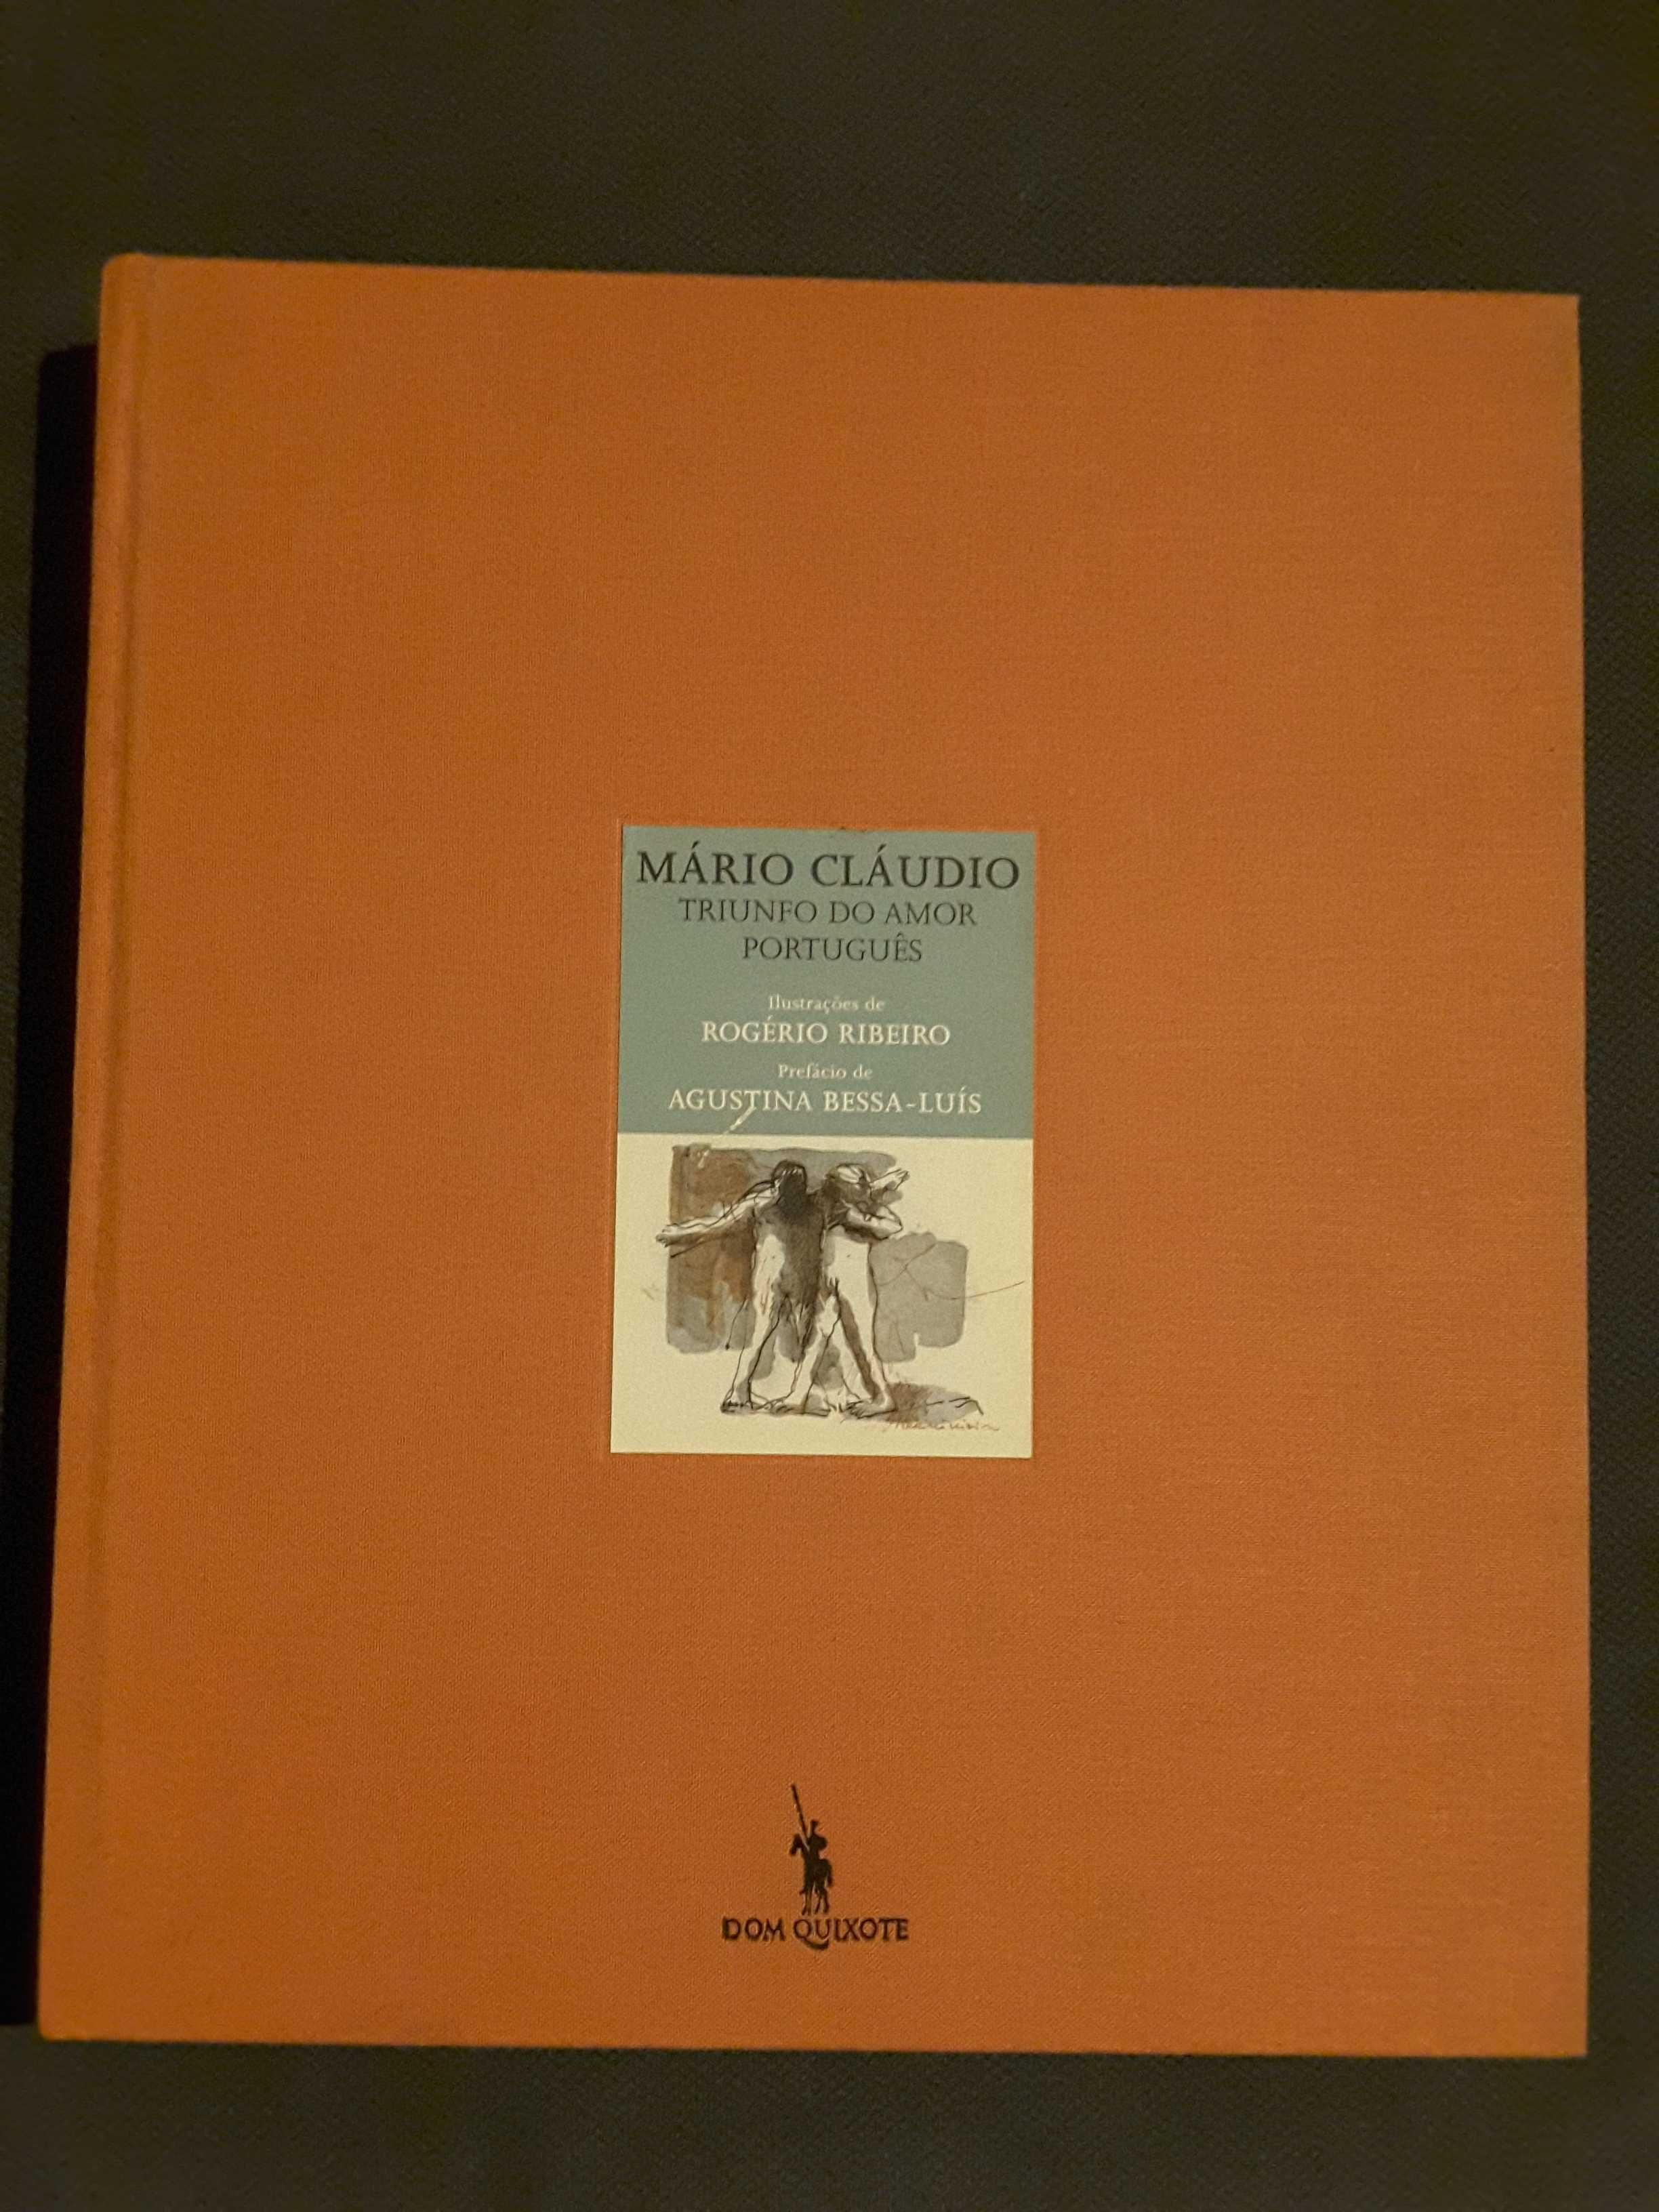 MÁRIO CLÁUDIO
TRIUNFO DO AMOR
PORTUGUÊS
Ilustrações de
ROGÉRIO RIBEIRO
Prefácio de
AGUSTINA BESSA-LUÍS
DOM QUIXOTE